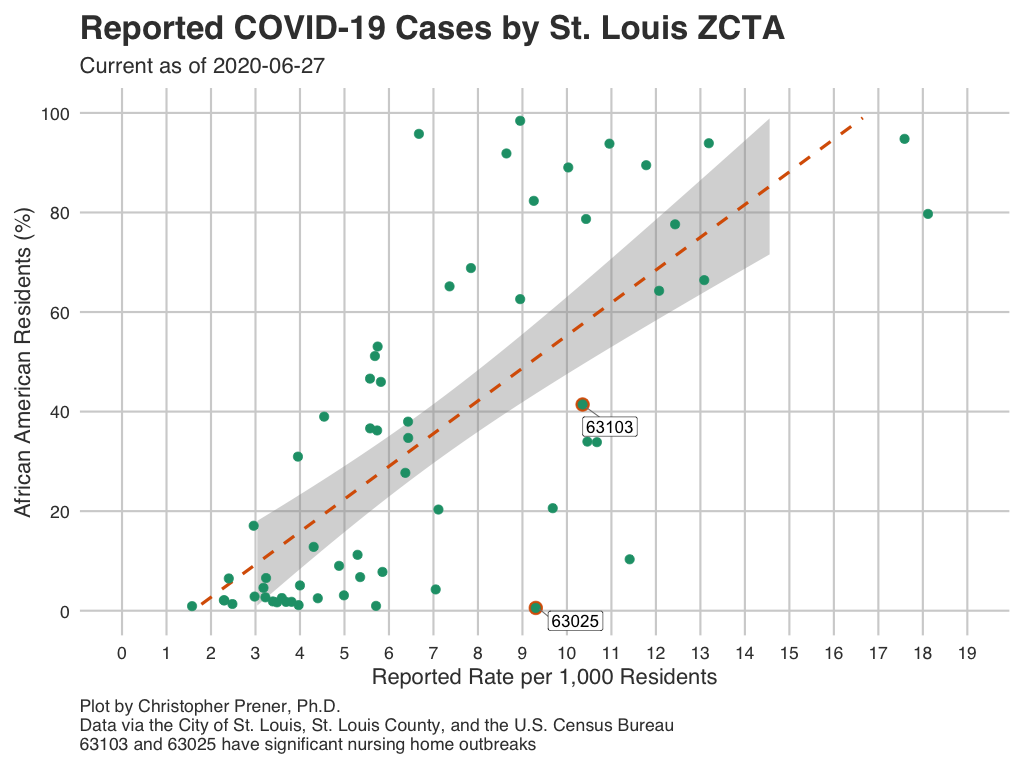 Reported COVID-19 Cases by St. Louis ZCTA
Current as of 2020-06-27
African American Residents (%)
100
80
60
40
20
0
63103
63025
0 1 2 3 4 5 6 7 8 9 10 11 12 13 14 15 16 17 18 19
Reported Rate per 1,000 Residents
Plot by Christopher Prener, Ph.D.
Data via the City of St. Louis, St. Louis County, and the U.S. Census Bureau
63103 and 63025 have significant nursing home outbreaks